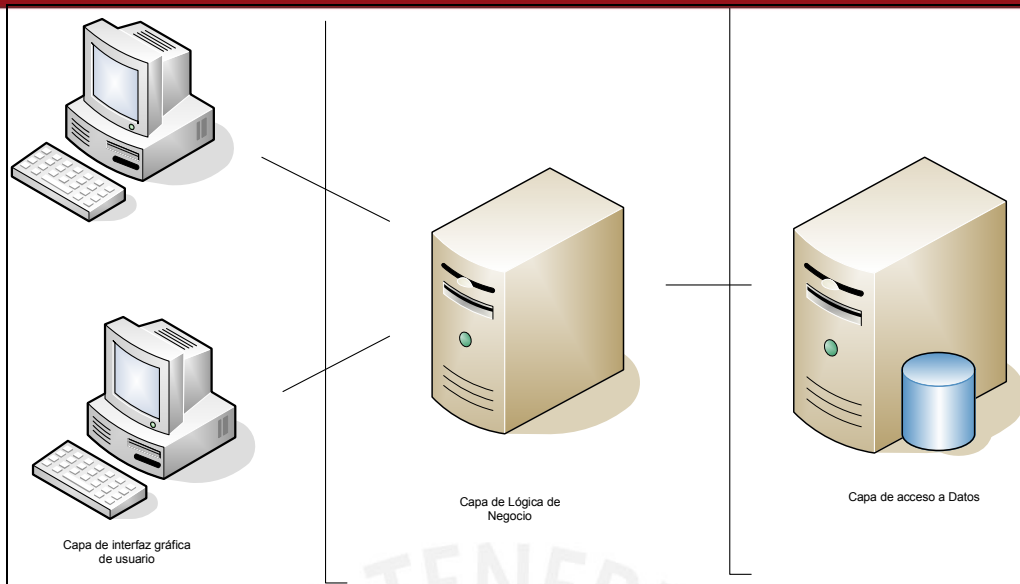 Capa de interfaz gráfica
de usuario
Capa de Lógica de
Negocio
Capa de acceso a Datos